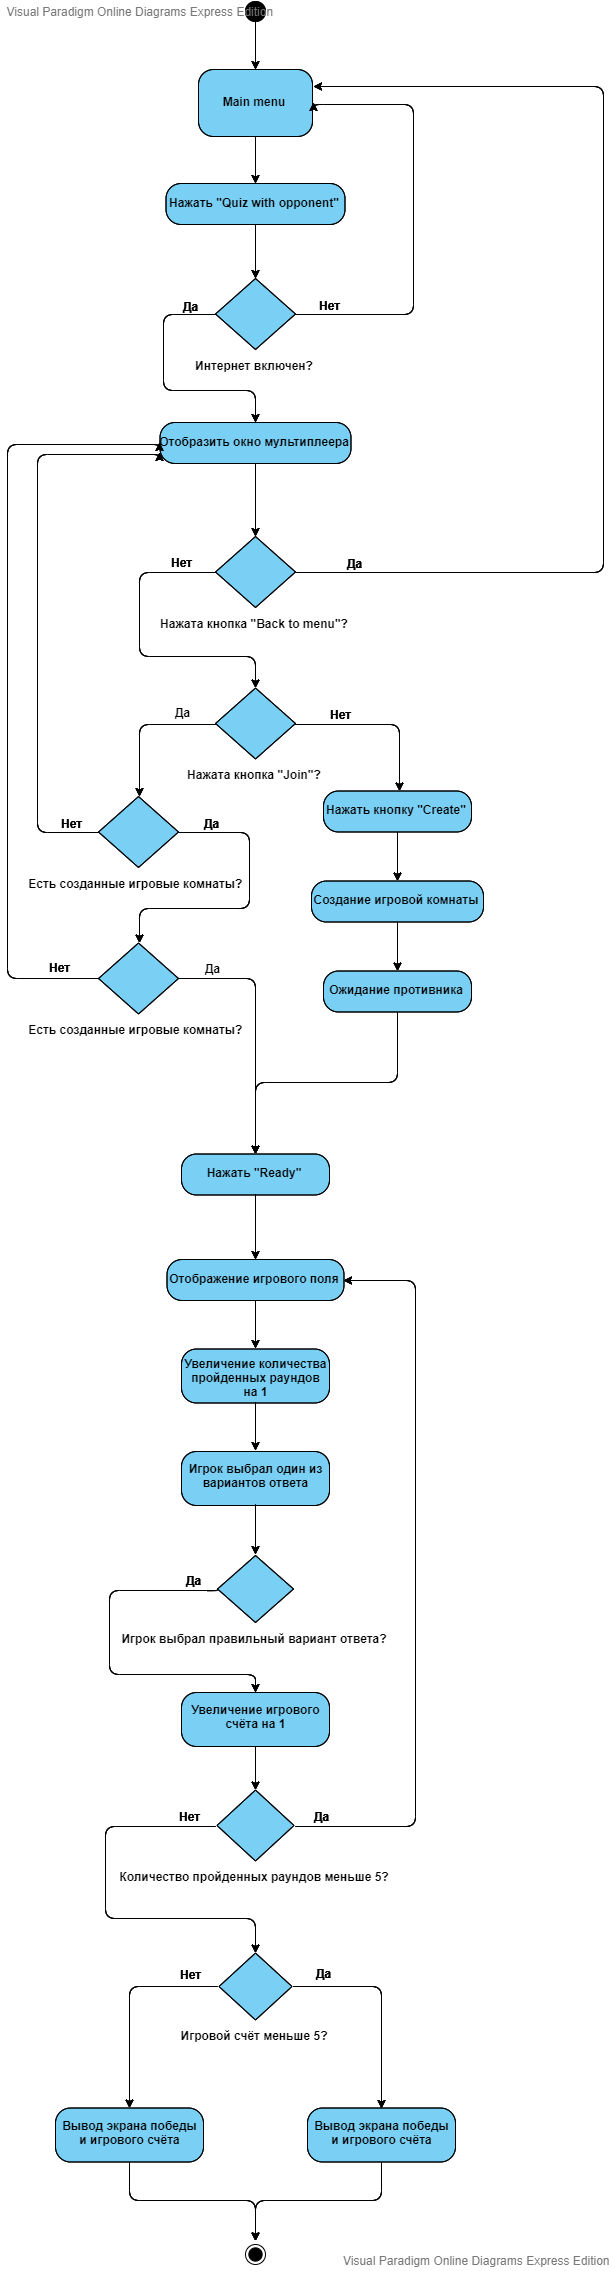 Visual Paradigm Online Diagrams Express Edition
Main menu
Нажать "Quiz with opponent"
Да
Нет
Интернет включен?
Отобразить окно мультиплеера
Нет
Да
Нажата кнопка "Back to menu"?
Да
Нет
Нажата кнопка "Join"?
Нажать кнопку "Create"
Нет
Да
Есть созданные игровые комнаты?
Создание игровой комнаты
Нет
Да
Ожидание противника
Есть созданные игровые комнаты?
Нажать "Ready"
Отображение игрового поля
Увеличение количества
пройденных раундов
на 1
Игрок выбрал один из
вариантов ответа
Да
Игрок выбрал правильный вариант ответа?
Увеличение игрового
счёта на 1
Нет
Да
Количество пройденных раундов меньше 5?
Нет
Да
Игровой счёт меньше 5?
Вывод экрана победы
и игрового счёта
Вывод экрана победы
и игрового счёта
Visual Paradigm Online Diagrams Express Edition